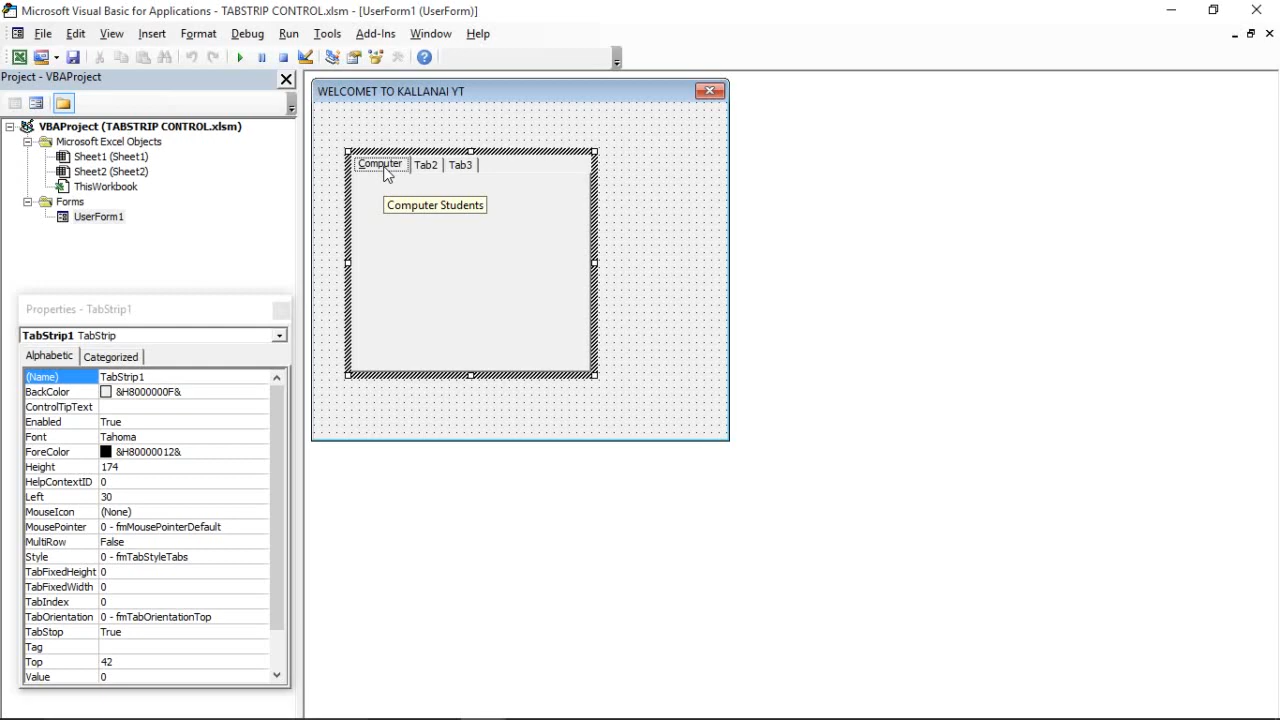 Microsoft Visual Basic for Applications - TABSTRIP CONTROL.xlsm - [UserForm1 (UserForm)]
File Edit View Insert Format Debug Run Tools Add-Ins Window Help
Project - VBAProject
VBAProject (TABSTRIP CONTROL.xlsm)
Microsoft Excel Objects
Sheet1 (Sheet1)
Sheet2 (Sheet2)
ThisWorkbook
Forms
UserForm1
WELCOMET TO KALLANAI YT
Computer Tab2 Tab3
Computer Students
Properties - TabStrip1
TabStrip1 TabStrip
Alphabetic Categorized
(Name) TabStrip1
BackColor &H8000000F&
ControlTipText
Enabled True
Font Tahoma
ForeColor &H80000012&
Height 174
HelpContextID 0
Left 30
MouseIcon (None)
MousePointer 0 - fmMousePointerDefault
MultiRow False
Style 0 - fmTabStyleTabs
TabFixedHeight 0
TabFixedWidth 0
TabIndex 0
TabOrientation 0 - fmTabOrientationTop
TabStop True
Tag
Top 42
Value 0